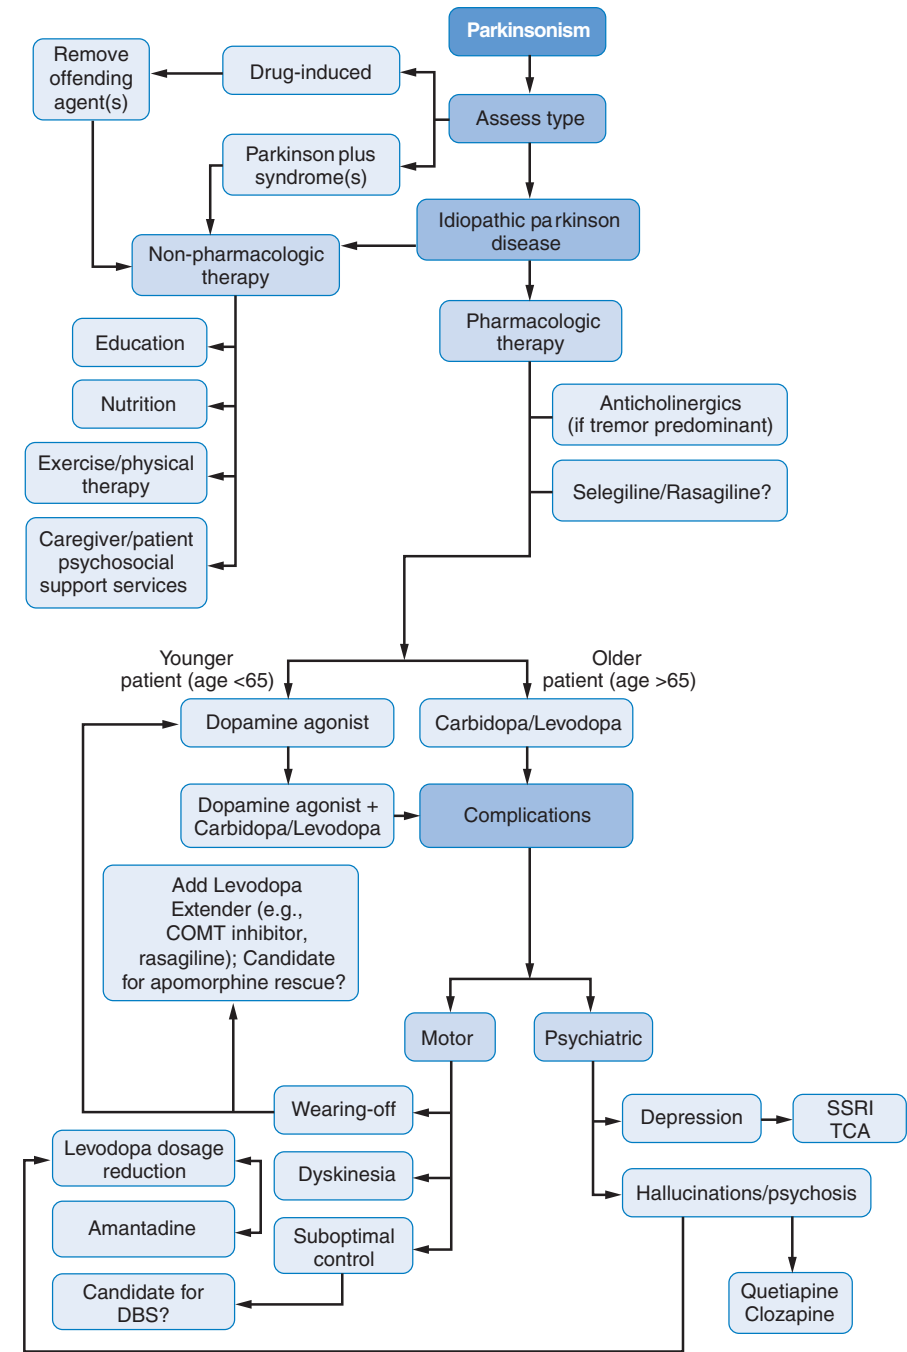 Parkinsonism
Remove
offending
agent(s)
Drug-induced
Assess type
Parkinson plus
syndrome(s)
Idiopathic parkinson
disease
Non-pharmacologic
therapy
Pharmacologic
therapy
Education
Nutrition
Exercise/physical
therapy
Caregiver/patient
psychosocial
support services
Anticholinergics
(if tremor predominant)
Selegiline/Rasagiline?
Younger
patient (age <65)
Older
patient (age >65)
Dopamine agonist
Carbidopa/Levodopa
Dopamine agonist +
Carbidopa/Levodopa
Complications
Add Levodopa
Extender (e.g.,
COMT inhibitor,
rasagiline); Candidate
for apomorphine rescue?
Motor
Psychiatric
Wearing-off
Depression
SSRI
TCA
Levodopa dosage
reduction
Dyskinesia
Hallucinations/psychosis
Amantadine
Suboptimal
control
Candidate for
DBS?
Quetiapine
Clozapine